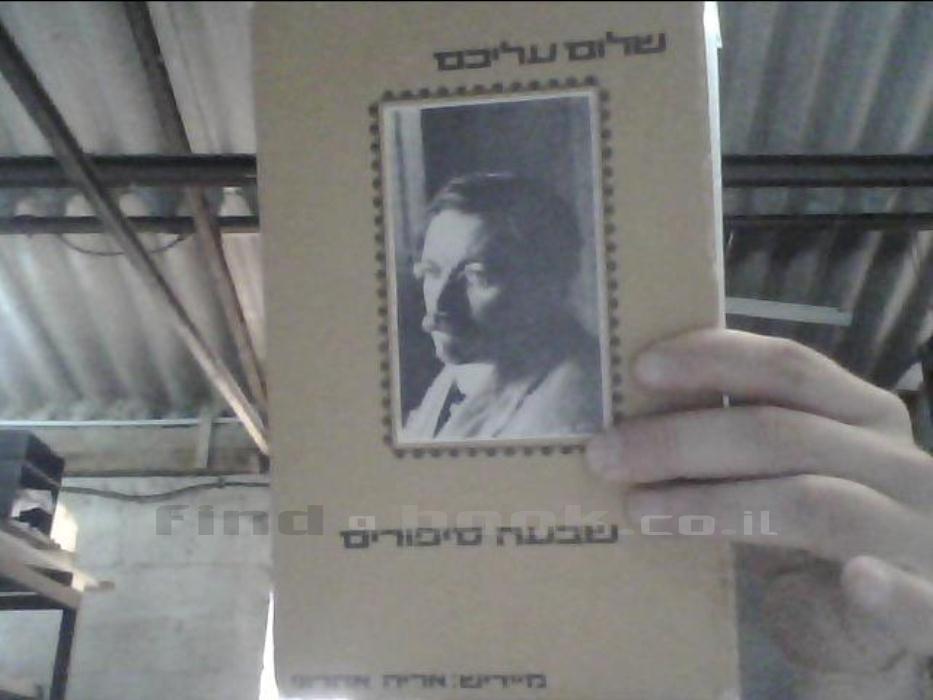 שלום עליכם
find a book.co.il
שבעה סיפורים
מיידיש: אריה אהרוני